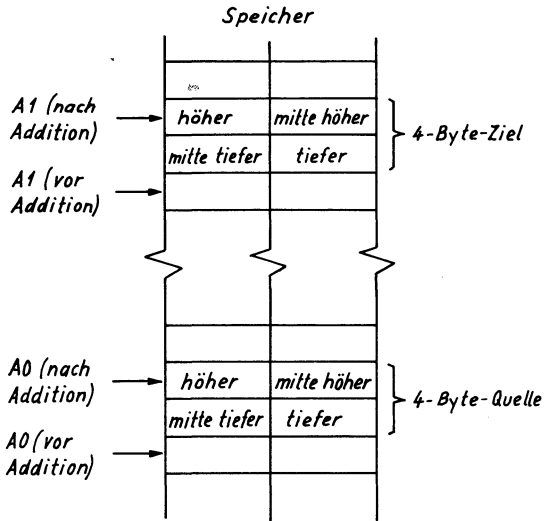 Speicher
A1 (nach
Addition)
höher
mitte höher
mitte tiefer
tiefer
4-Byte-Ziel
A1 (vor
Addition)
A0 (nach
Addition)
höher
mitte höher
mitte tiefer
tiefer
4-Byte-Quelle
A0 (vor
Addition)